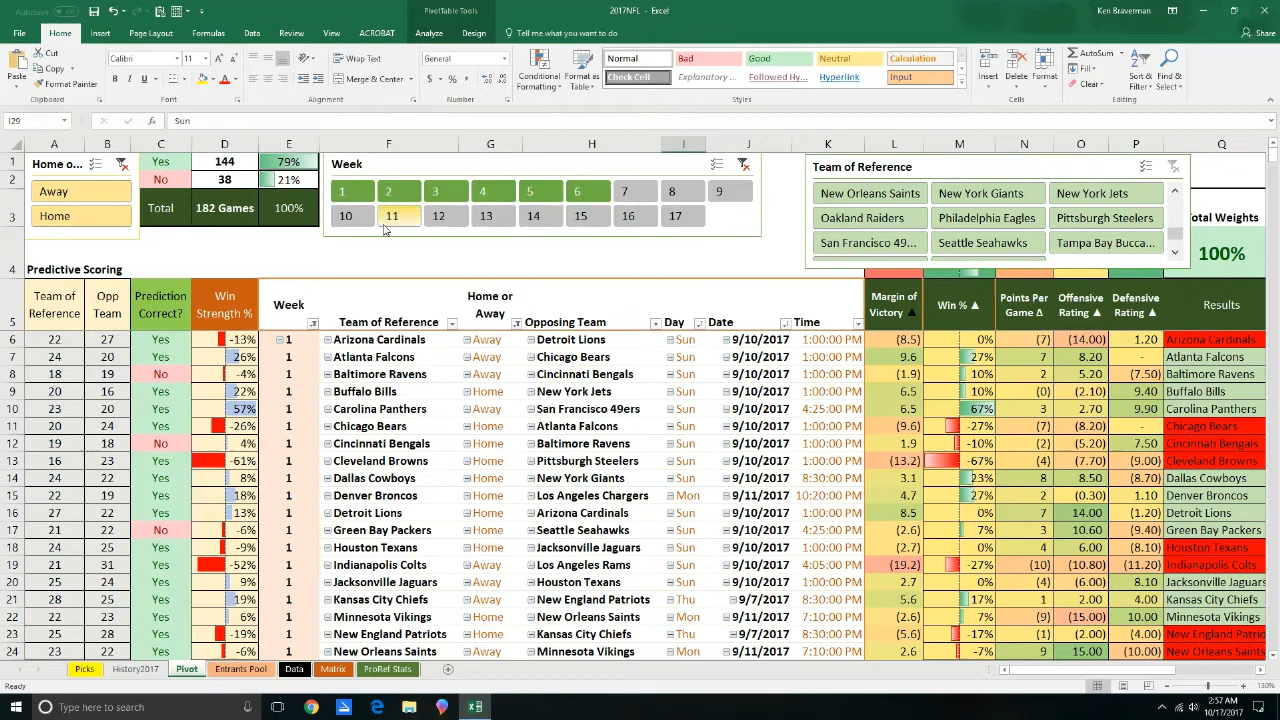 AutoSave
PivotTable Tools
2017NFL - Excel
Ken Braverman
File Home Insert Page Layout Formulas Data Review View ACROBAT Analyze Design Tell me what you want to do Share
Cut Copy Format Painter Paste Clipboard
Calibri 11 B I U Font
Wrap Text Merge & Center Alignment
General $ % , Number
Conditional Formatting Format as Table
Normal Bad Good Neutral Calculation
Check Cell Explanatory ... Followed Hy... Hyperlink Input
Styles
Insert Delete Format Cells
AutoSum Fill Clear Sort & Filter Find & Select Editing
I29 Sun
A B C D E F G H I J K L M N O P Q
Home o...
Away
Home
Yes 144 79%
No 38 21%
Total 182 Games 100%
Week
1 2 3 4 5 6 7 8 9
10 11 12 13 14 15 16 17
Team of Reference
New Orleans Saints New York Giants New York Jets
Oakland Raiders Philadelphia Eagles Pittsburgh Steelers
San Francisco 49... Seattle Seahawks Tampa Bay Bucca...
otal Weights
100%
Predictive Scoring
Team of Reference Opp Team Prediction Correct? Win Strength % Week Team of Reference Home or Away Opposing Team Day Date Time Margin of Victory ▲ Win % ▲ Points Per Game Δ Offensive Rating ▲ Defensive Rating ▲ Results
6 22 27 Yes -13% 1 Arizona Cardinals Away Detroit Lions Sun 9/10/2017 1:00:00 PM (8.5) 0% (7) (14.00) 1.20 Arizona Cardinals
7 24 20 Yes 26% 1 Atlanta Falcons Away Chicago Bears Sun 9/10/2017 1:00:00 PM 9.6 27% 7 8.20 - Atlanta Falcons
8 18 19 No -4% 1 Baltimore Ravens Away Cincinnati Bengals Sun 9/10/2017 1:00:00 PM (1.9) 10% 2 5.20 (7.50) Baltimore Ravens
9 20 16 Yes 22% 1 Buffalo Bills Home New York Jets Sun 9/10/2017 1:00:00 PM 6.5 10% (0) (2.10) 9.40 Buffalo Bills
10 23 20 Yes 57% 1 Carolina Panthers Away San Francisco 49ers Sun 9/10/2017 4:25:00 PM 6.5 67% 3 2.70 9.90 Carolina Panthers
11 20 24 Yes -26% 1 Chicago Bears Home Atlanta Falcons Sun 9/10/2017 1:00:00 PM (9.6) -27% (7) (8.20) - Chicago Bears
12 19 18 No 4% 1 Cincinnati Bengals Home Baltimore Ravens Sun 9/10/2017 1:00:00 PM 1.9 -10% (2) (5.20) 7.50 Cincinnati Bengals
13 16 23 Yes -61% 1 Cleveland Browns Home Pittsburgh Steelers Sun 9/10/2017 1:00:00 PM (13.2) -67% (4) (7.70) (9.00) Cleveland Browns
14 24 22 Yes 8% 1 Dallas Cowboys Home New York Giants Sun 9/10/2017 8:30:00 PM 3.1 23% 8 8.50 (8.70) Dallas Cowboys
15 22 19 Yes 18% 1 Denver Broncos Home Los Angeles Chargers Mon 9/11/2017 10:20:00 PM 4.7 27% 2 (0.30) 1.10 Denver Broncos
16 27 22 Yes 13% 1 Detroit Lions Home Arizona Cardinals Sun 9/10/2017 1:00:00 PM 8.5 0% 7 14.00 (1.20) Detroit Lions
17 21 22 No -6% 1 Green Bay Packers Home Seattle Seahawks Sun 9/10/2017 4:25:00 PM (2.6) 7% 3 10.60 (9.40) Green Bay Packers
18 24 25 Yes -9% 1 Houston Texans Home Jacksonville Jaguars Sun 9/10/2017 1:00:00 PM (2.7) 0% 4 6.00 (8.10) Houston Texans
19 21 31 Yes -52% 1 Indianapolis Colts Away Los Angeles Rams Sun 9/10/2017 4:05:00 PM (19.2) -27% (10) (10.80) (11.20) Indianapolis Colts
20 25 24 Yes 9% 1 Jacksonville Jaguars Away Houston Texans Sun 9/10/2017 1:00:00 PM 2.7 0% (4) (6.00) 8.10 Jacksonville Jaguars
21 28 25 Yes 19% 1 Kansas City Chiefs Away New England Patriots Thu 9/7/2017 8:30:00 PM 5.6 17% 1 2.00 4.00 Kansas City Chiefs
22 22 23 Yes 6% 1 Minnesota Vikings Home New Orleans Saints Mon 9/11/2017 7:10:00 PM (2.6) 7% (9) (15.00) 10.00 Minnesota Vikings
23 25 28 Yes -19% 1 New England Patriots Home Kansas City Chiefs Thu 9/7/2017 8:30:00 PM (5.6) -17% (1) (2.00) (4.00) New England Patrio
24 23 22 Yes -6% 1 New Orleans Saints Away Minnesota Vikings Mon 9/11/2017 7:10:00 PM 2.6 -7% 9 15.00 (10.00) New Orleans Saints
Picks History2017 Pivot Entrants Pool Data Matrix ProRef Stats
Ready 130%
Type here to search
2:57 AM
10/17/2017